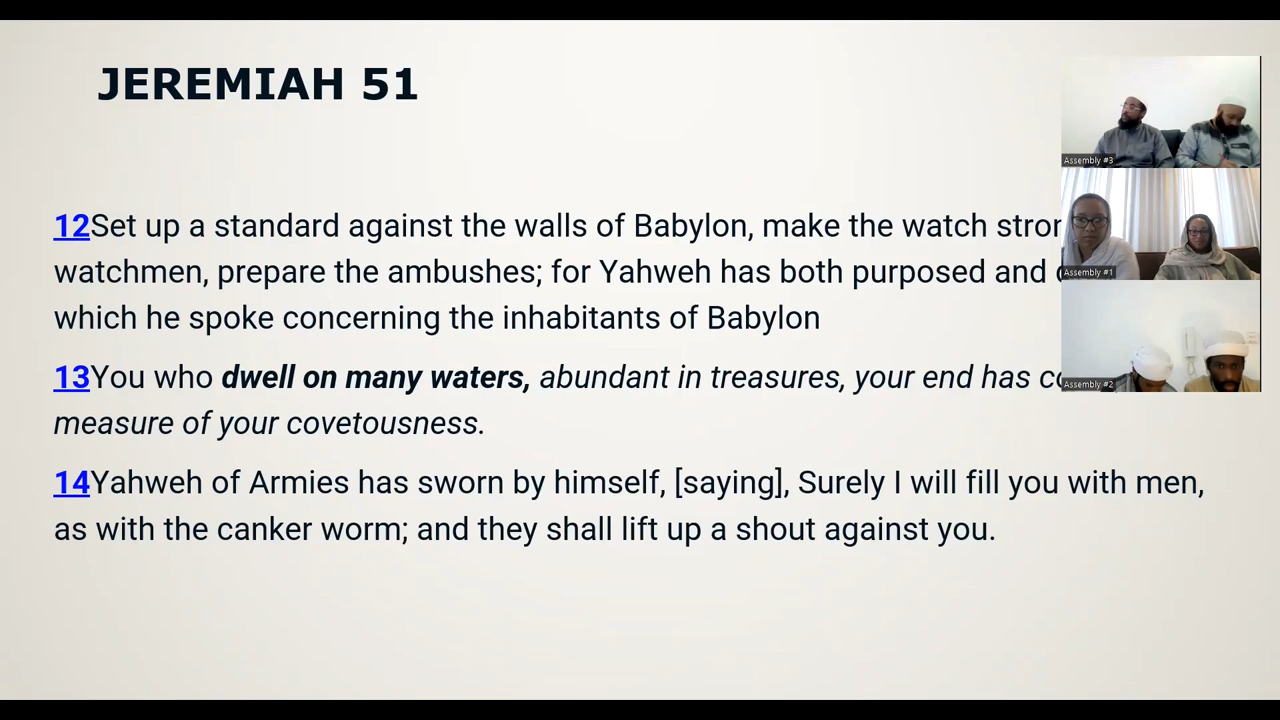 JEREMIAH 51
12Set up a standard against the walls of Babylon, make the watch
watchmen, prepare the ambushes; for Yahweh has both purposed and
which he spoke concerning the inhabitants of Babylon
13You who dwell on many waters, abundant in treasures, your end has
measure of your covetousness.
14Yahweh of Armies has sworn by himself, [saying], Surely I will fill you with men,
as with the canker worm; and they shall lift up a shout against you.
Assembly #3
Assembly #1
Assembly #2